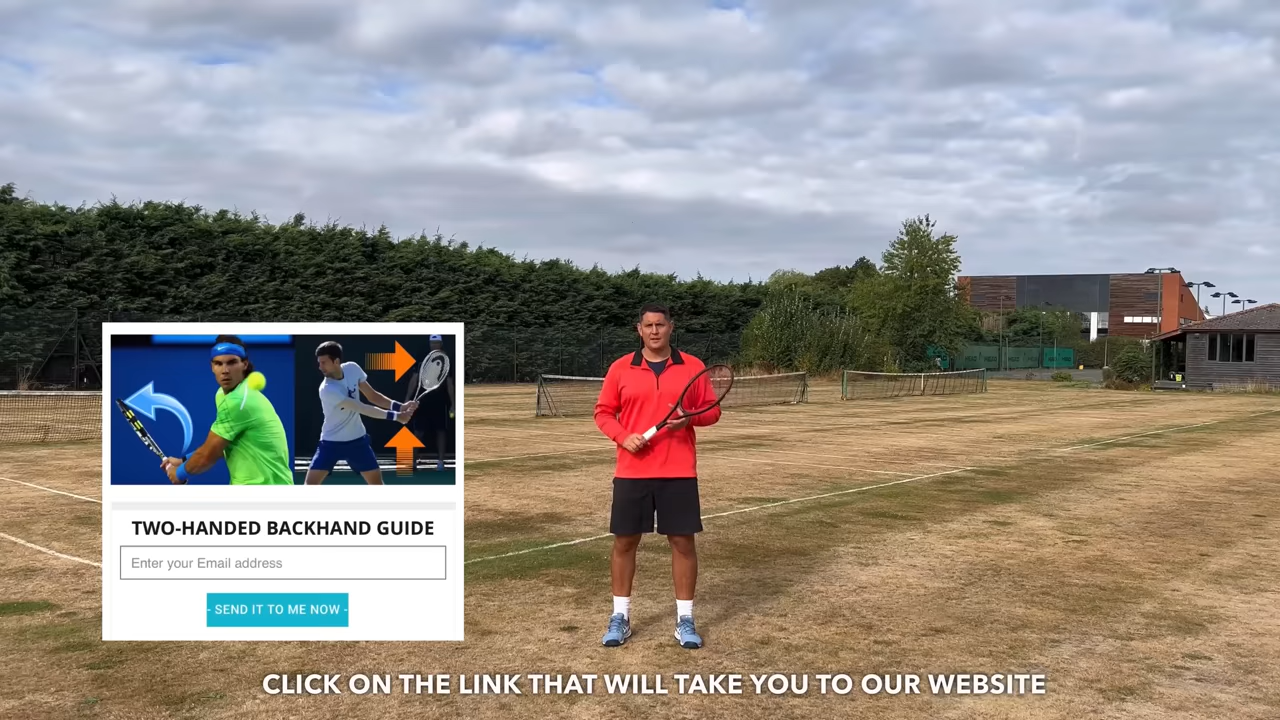 TWO-HANDED BACKHAND GUIDE
Enter your Email address
- SEND IT TO ME NOW -
CLICK ON THE LINK THAT WILL TAKE YOU TO OUR WEBSITE